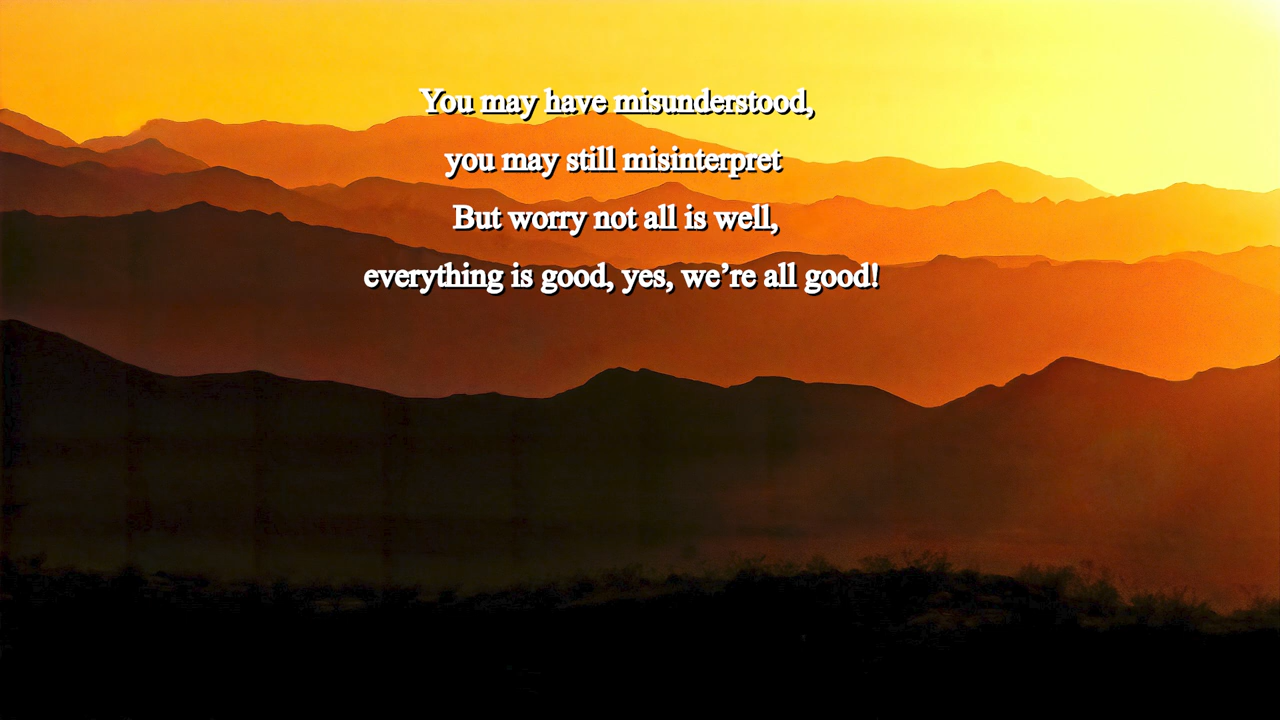 You may have misunderstood,
you may still misinterpret
But worry not all is well,
everything is good, yes, we’re all good!